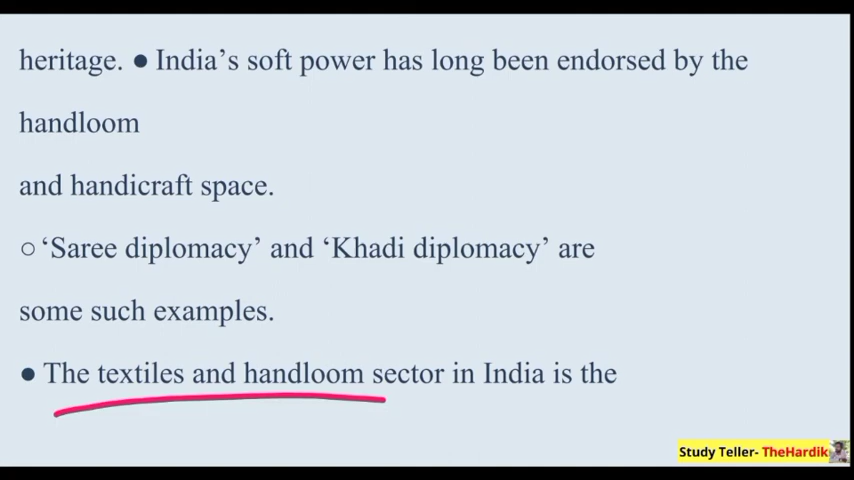 heritage. ● India’s soft power has long been endorsed by the
handloom
and handicraft space.
○ ‘Saree diplomacy’ and ‘Khadi diplomacy’ are
some such examples.
● The textiles and handloom sector in India is the
Study Teller- TheHardik